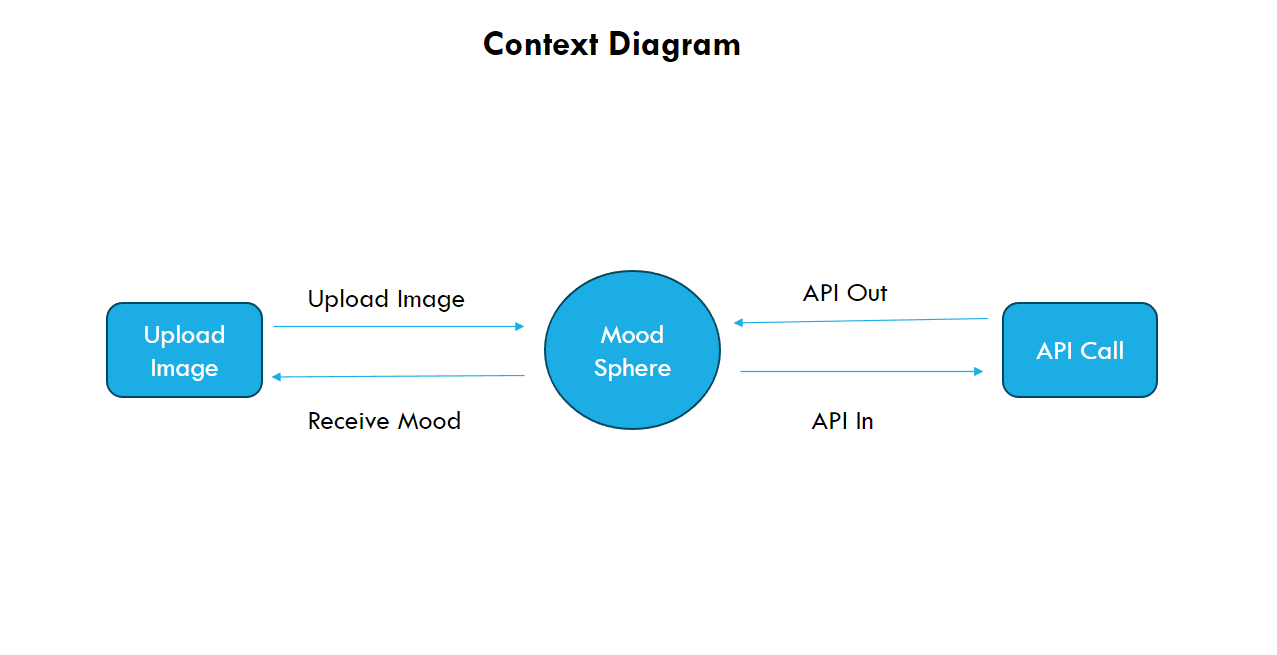 Context Diagram
Upload Image
API Out
Upload
Image
Mood
Sphere
API Call
Receive Mood
API In